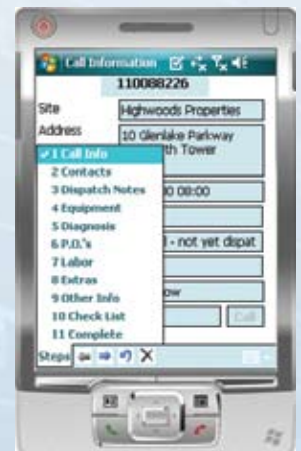 Call Information
110088226
Site Highwoods Properties
Address 10 Glenlake Parkway
th Tower
✓ 1 Call Info
2 Contacts
3 Dispatch Notes
00 08:00
4 Equipment
5 Diagnosis
- not yet dispat
6 P.O.'s
7 Labor
8 Extras
9 Other Info
ow
10 Check List
Call
11 Complete
Steps